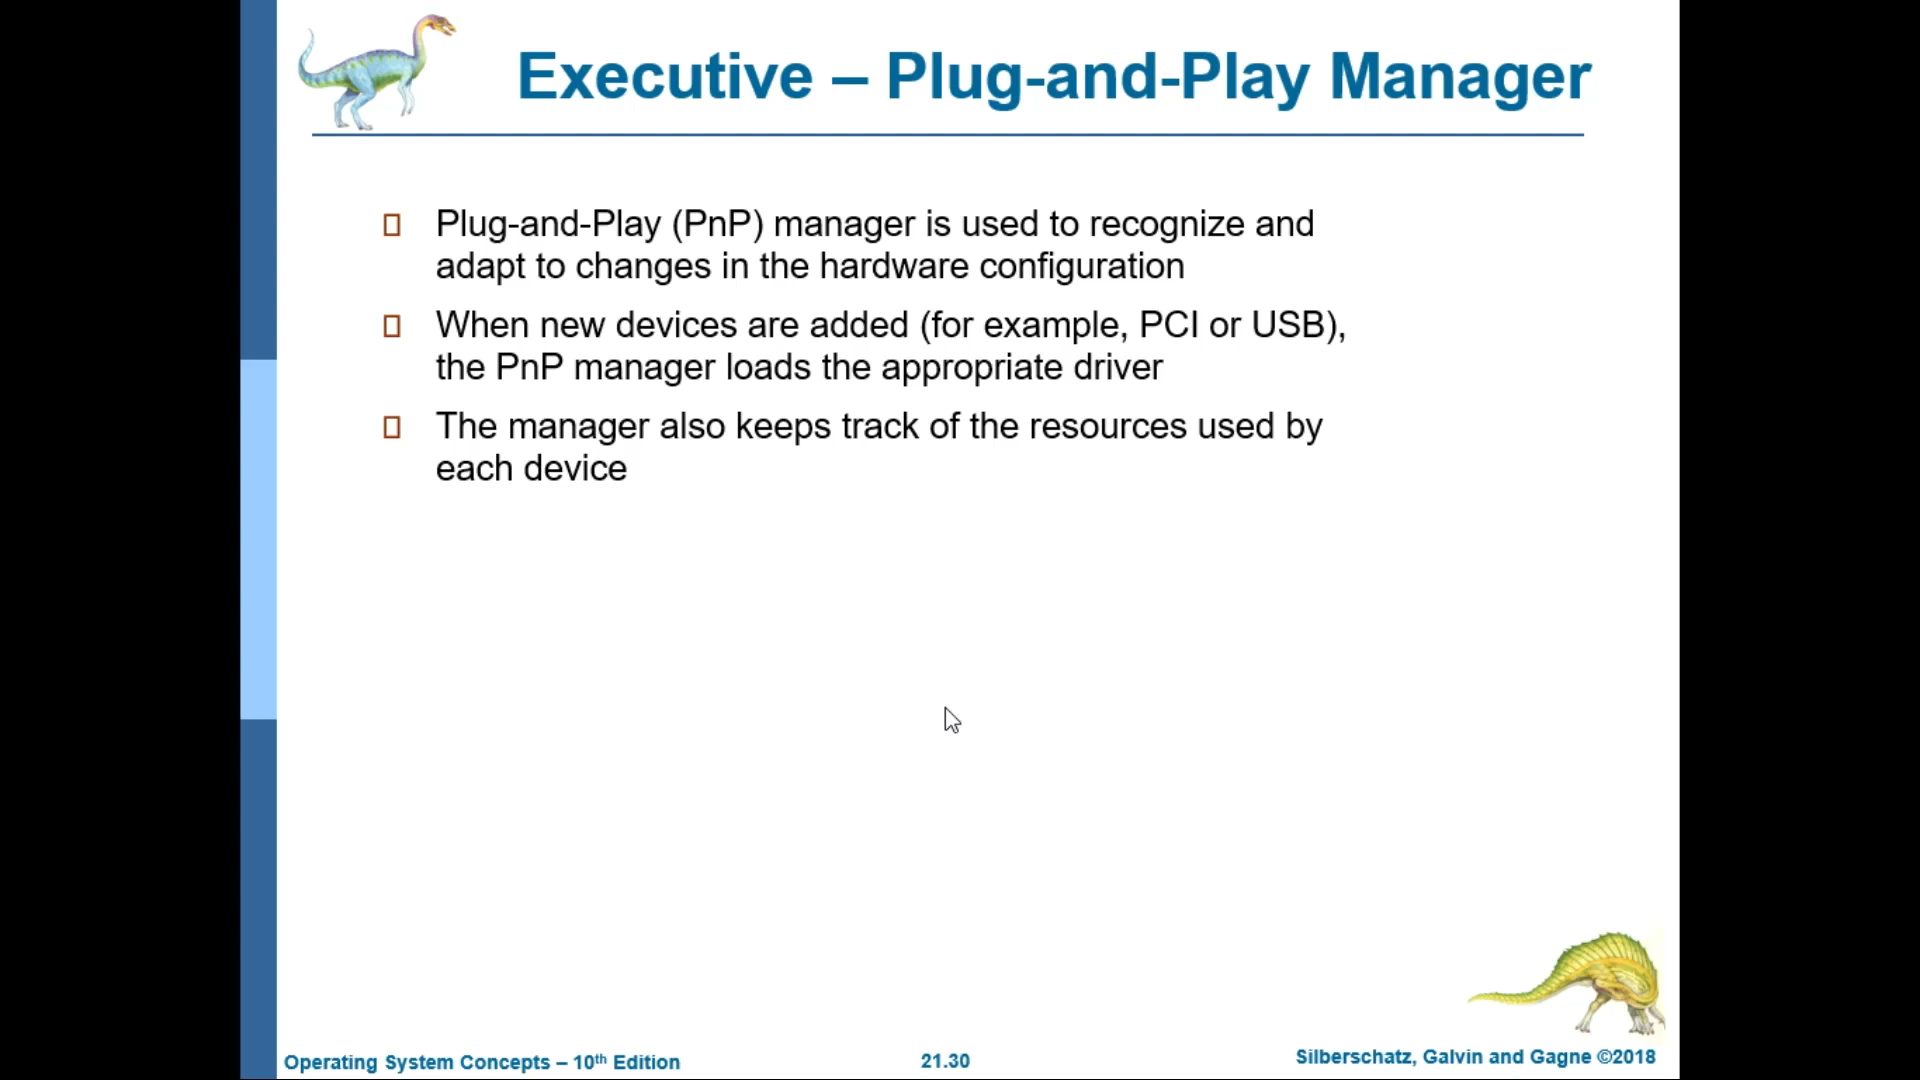 Executive – Plug-and-Play Manager
Plug-and-Play (PnP) manager is used to recognize and
adapt to changes in the hardware configuration
When new devices are added (for example, PCI or USB),
the PnP manager loads the appropriate driver
The manager also keeps track of the resources used by
each device
Operating System Concepts – 10th Edition
21.30
Silberschatz, Galvin and Gagne ©2018